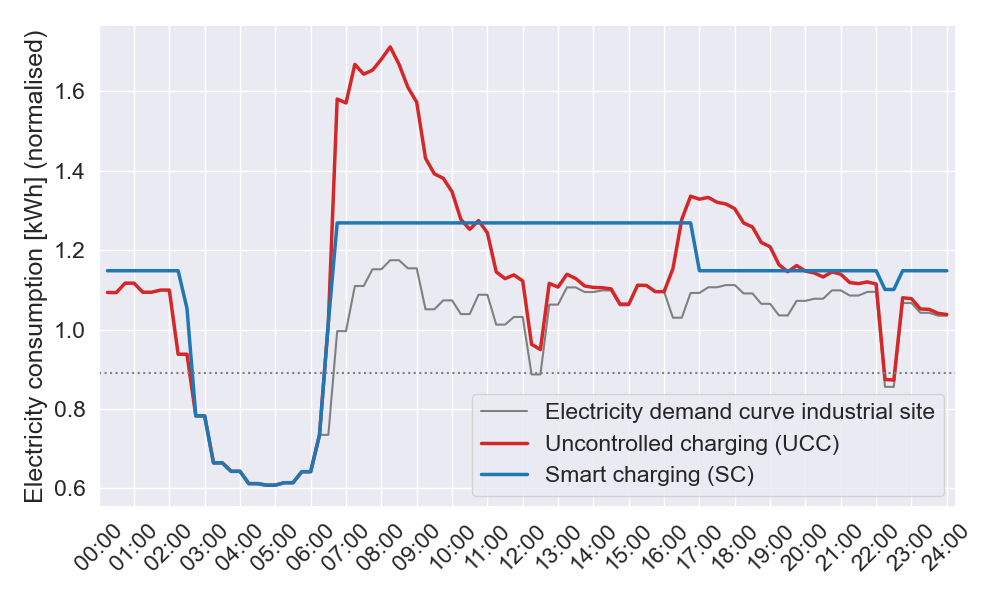 Electricity consumption [kWh] (normalised)
1.6
1.4
1.2
1.0
0.8
0.6
Electricity demand curve industrial site
Uncontrolled charging (UCC)
Smart charging (SC)
00:00 01:00 02:00 03:00 04:00 05:00 06:00 07:00 08:00 09:00 10:00 11:00 12:00 13:00 14:00 15:00 16:00 17:00 18:00 19:00 20:00 21:00 22:00 23:00 24:00